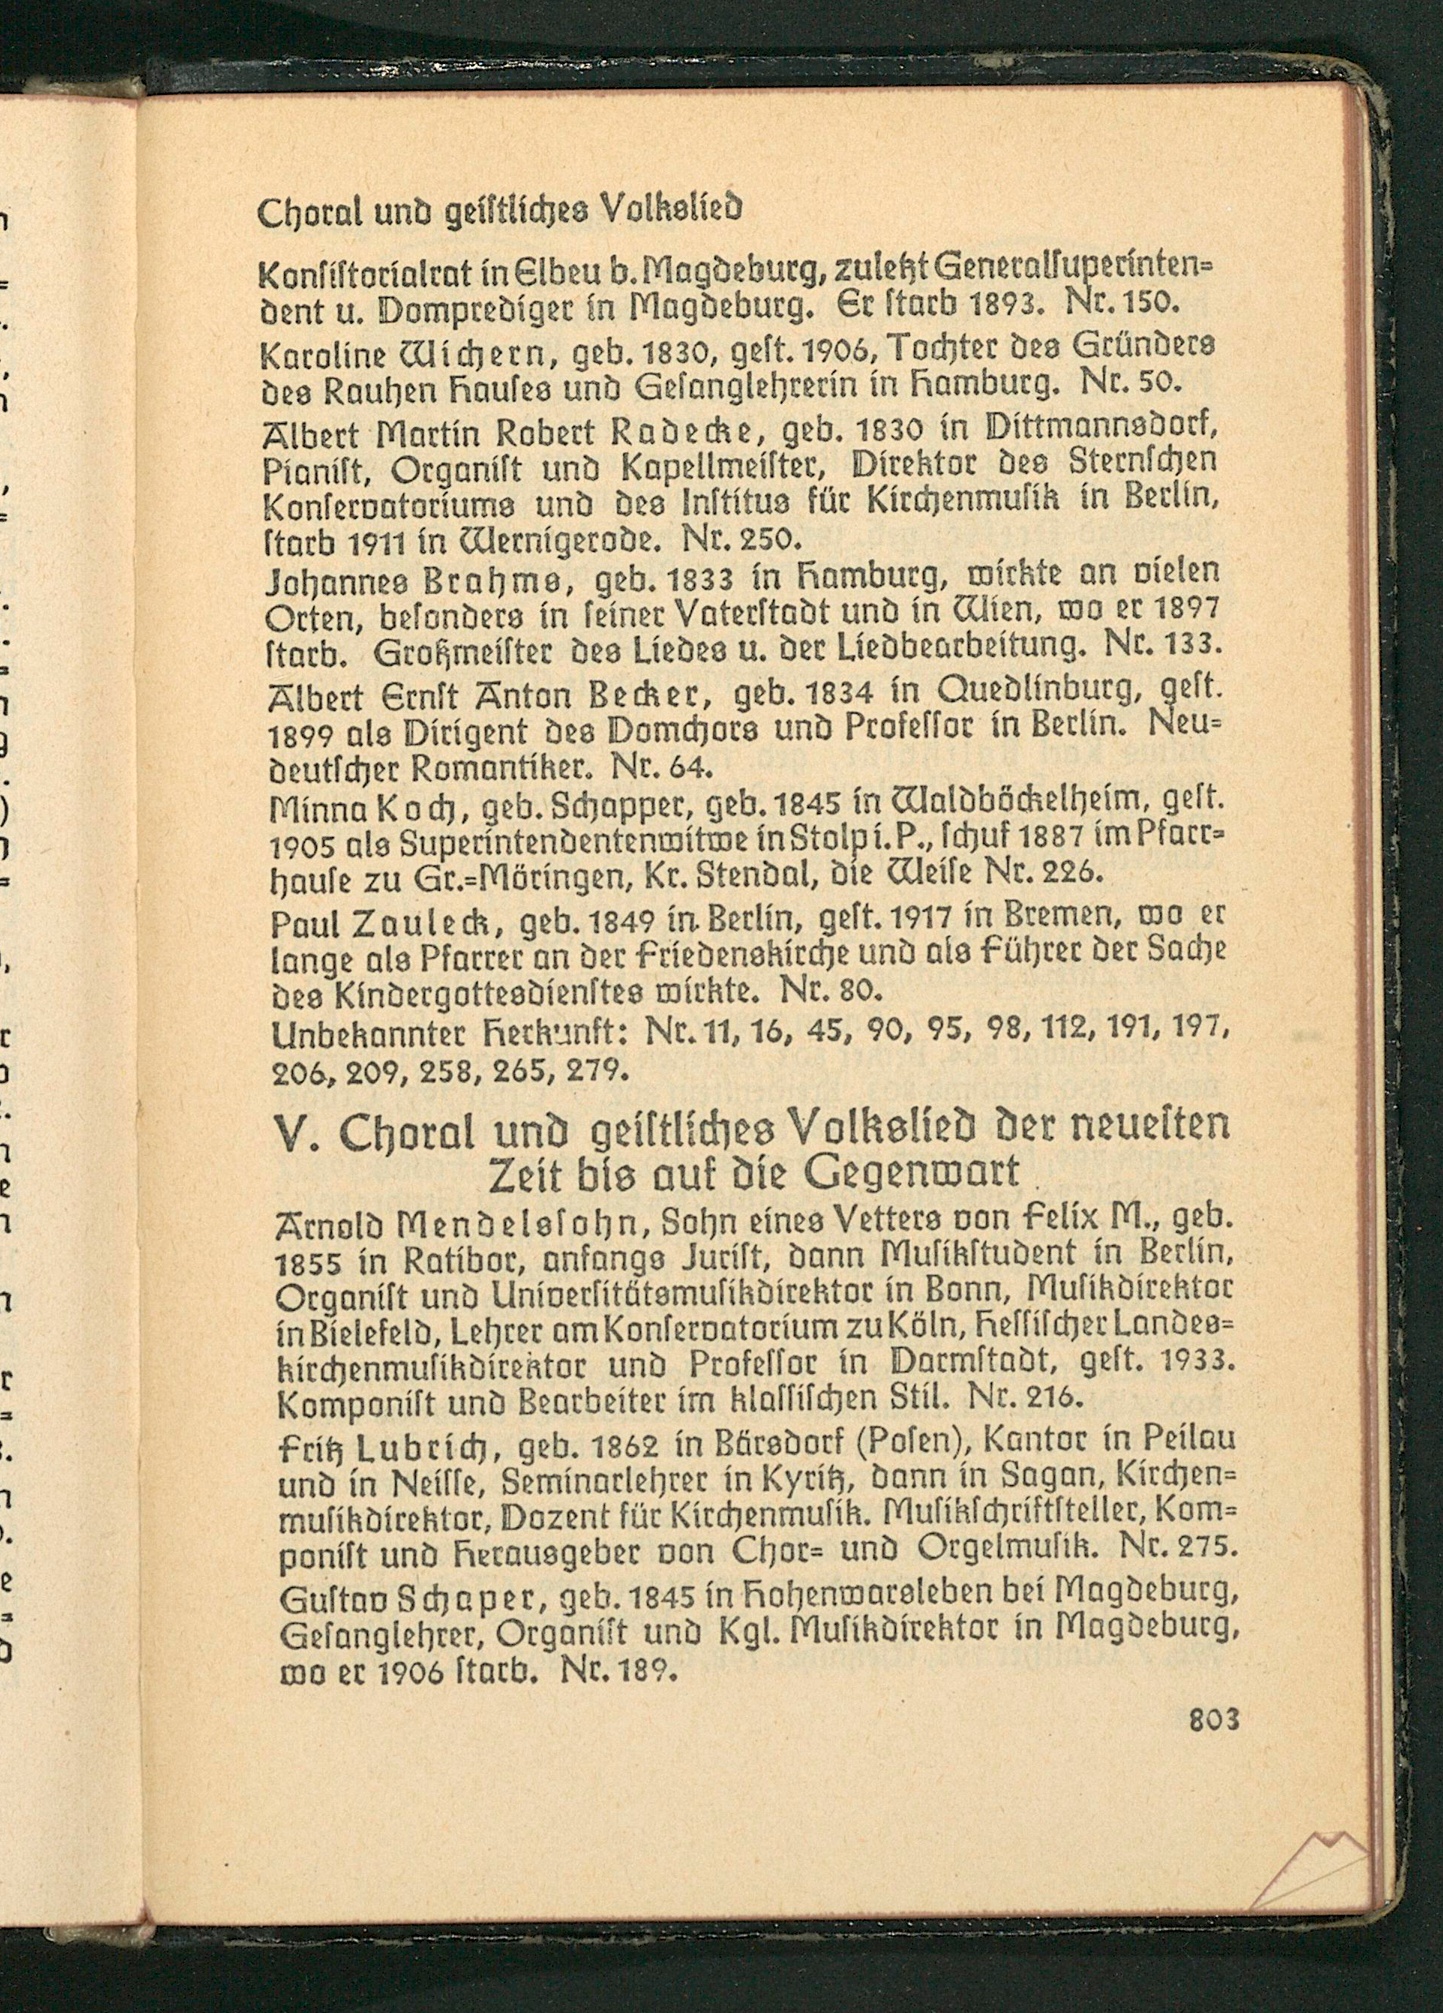 Choral und geiſtliches Volkslied
Konſiſtorialrat in Elbeu b. Magdeburg, zuletzt Generalſuperinten=
dent u. Domprediger in Magdeburg. Er ſtarb 1893. Nr. 150.
Karoline Wichern, geb. 1830, geſt. 1906, Tochter des Gründers
des Rauhen Hauſes und Geſanglehrerin in Hamburg. Nr. 50.
Albert Martin Robert Radecke, geb. 1830 in Dittmannsdorf,
Pianiſt, Organiſt und Kapellmeiſter, Direktor des Sternſchen
Konſervatoriums und des Inſtitus für Kirchenmuſik in Berlin,
ſtarb 1911 in Wernigerode. Nr. 250.
Johannes Brahms, geb. 1833 in Hamburg, wirkte an vielen
Orten, beſonders in ſeiner Vaterſtadt und in Wien, wo er 1897
ſtarb. Großmeiſter des Liedes u. der Liedbearbeitung. Nr. 133.
Albert Ernſt Anton Becker, geb. 1834 in Quedlinburg, geſt.
1899 als Dirigent des Domchors und Profeſſor in Berlin. Neu=
deutſcher Romantiker. Nr. 64.
Minna Koch, geb. Schapper, geb. 1845 in Waldböckelheim, geſt.
1905 als Superintendentenwitwe in Stolp i. P., ſchuf 1887 im Pfarr=
hauſe zu Gr.=Möringen, Kr. Stendal, die Weiſe Nr. 226.
Paul Zauleck, geb. 1849 in Berlin, geſt. 1917 in Bremen, wo er
lange als Pfarrer an der Friedenskirche und als Führer der Sache
des Kindergottesdienſtes wirkte. Nr. 80.
Unbekannter Herkunft: Nr. 11, 16, 45, 90, 95, 98, 112, 191, 197,
206, 209, 258, 265, 279.
V. Choral und geiſtliches Volkslied der neueſten
Zeit bis auf die Gegenwart
Arnold Mendelsſohn, Sohn eines Vetters von Felix M., geb.
1855 in Ratibor, anfangs Juriſt, dann Muſikſtudent in Berlin,
Organiſt und Univerſitätsmuſikdirektor in Bonn, Muſikdirektor
in Bielefeld, Lehrer am Konſervatorium zu Köln, Heſſiſcher Landes=
kirchenmuſikdirektor und Profeſſor in Darmſtadt, geſt. 1933.
Komponiſt und Bearbeiter im klaſſiſchen Stil. Nr. 216.
Fritz Lubrich, geb. 1862 in Bärsdorf (Poſen), Kantor in Peilau
und in Neiſſe, Seminarlehrer in Kyritz, dann in Sagan, Kirchen=
muſikdirektor, Dozent für Kirchenmuſik. Muſikſchriftſteller, Kom=
poniſt und Herausgeber von Chor= und Orgelmuſik. Nr. 275.
Guſtav Schaper, geb. 1845 in Hohenwarsleben bei Magdeburg,
Geſanglehrer, Organiſt und Kgl. Muſikdirektor in Magdeburg,
wo er 1906 ſtarb. Nr. 189.
803